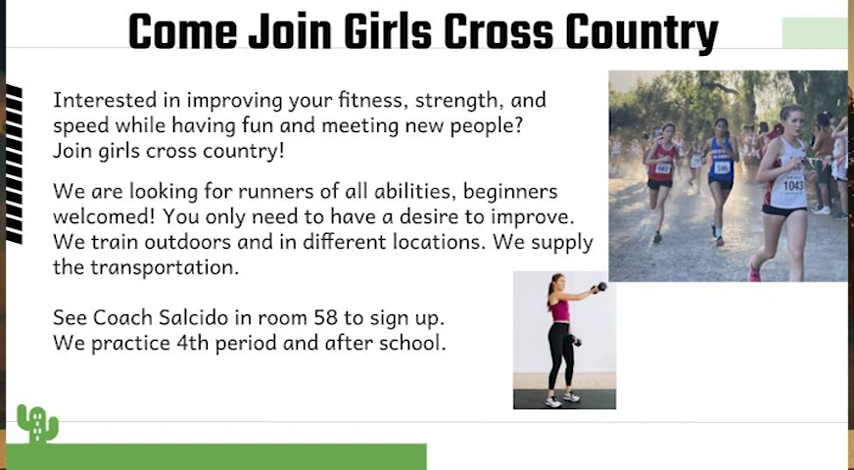 Come Join Girls Cross Country
Interested in improving your fitness, strength, and
speed while having fun and meeting new people?
Join girls cross country!
We are looking for runners of all abilities, beginners
welcomed! You only need to have a desire to improve.
We train outdoors and in different locations. We supply
the transportation.
See Coach Salcido in room 58 to sign up.
We practice 4th period and after school.
1043